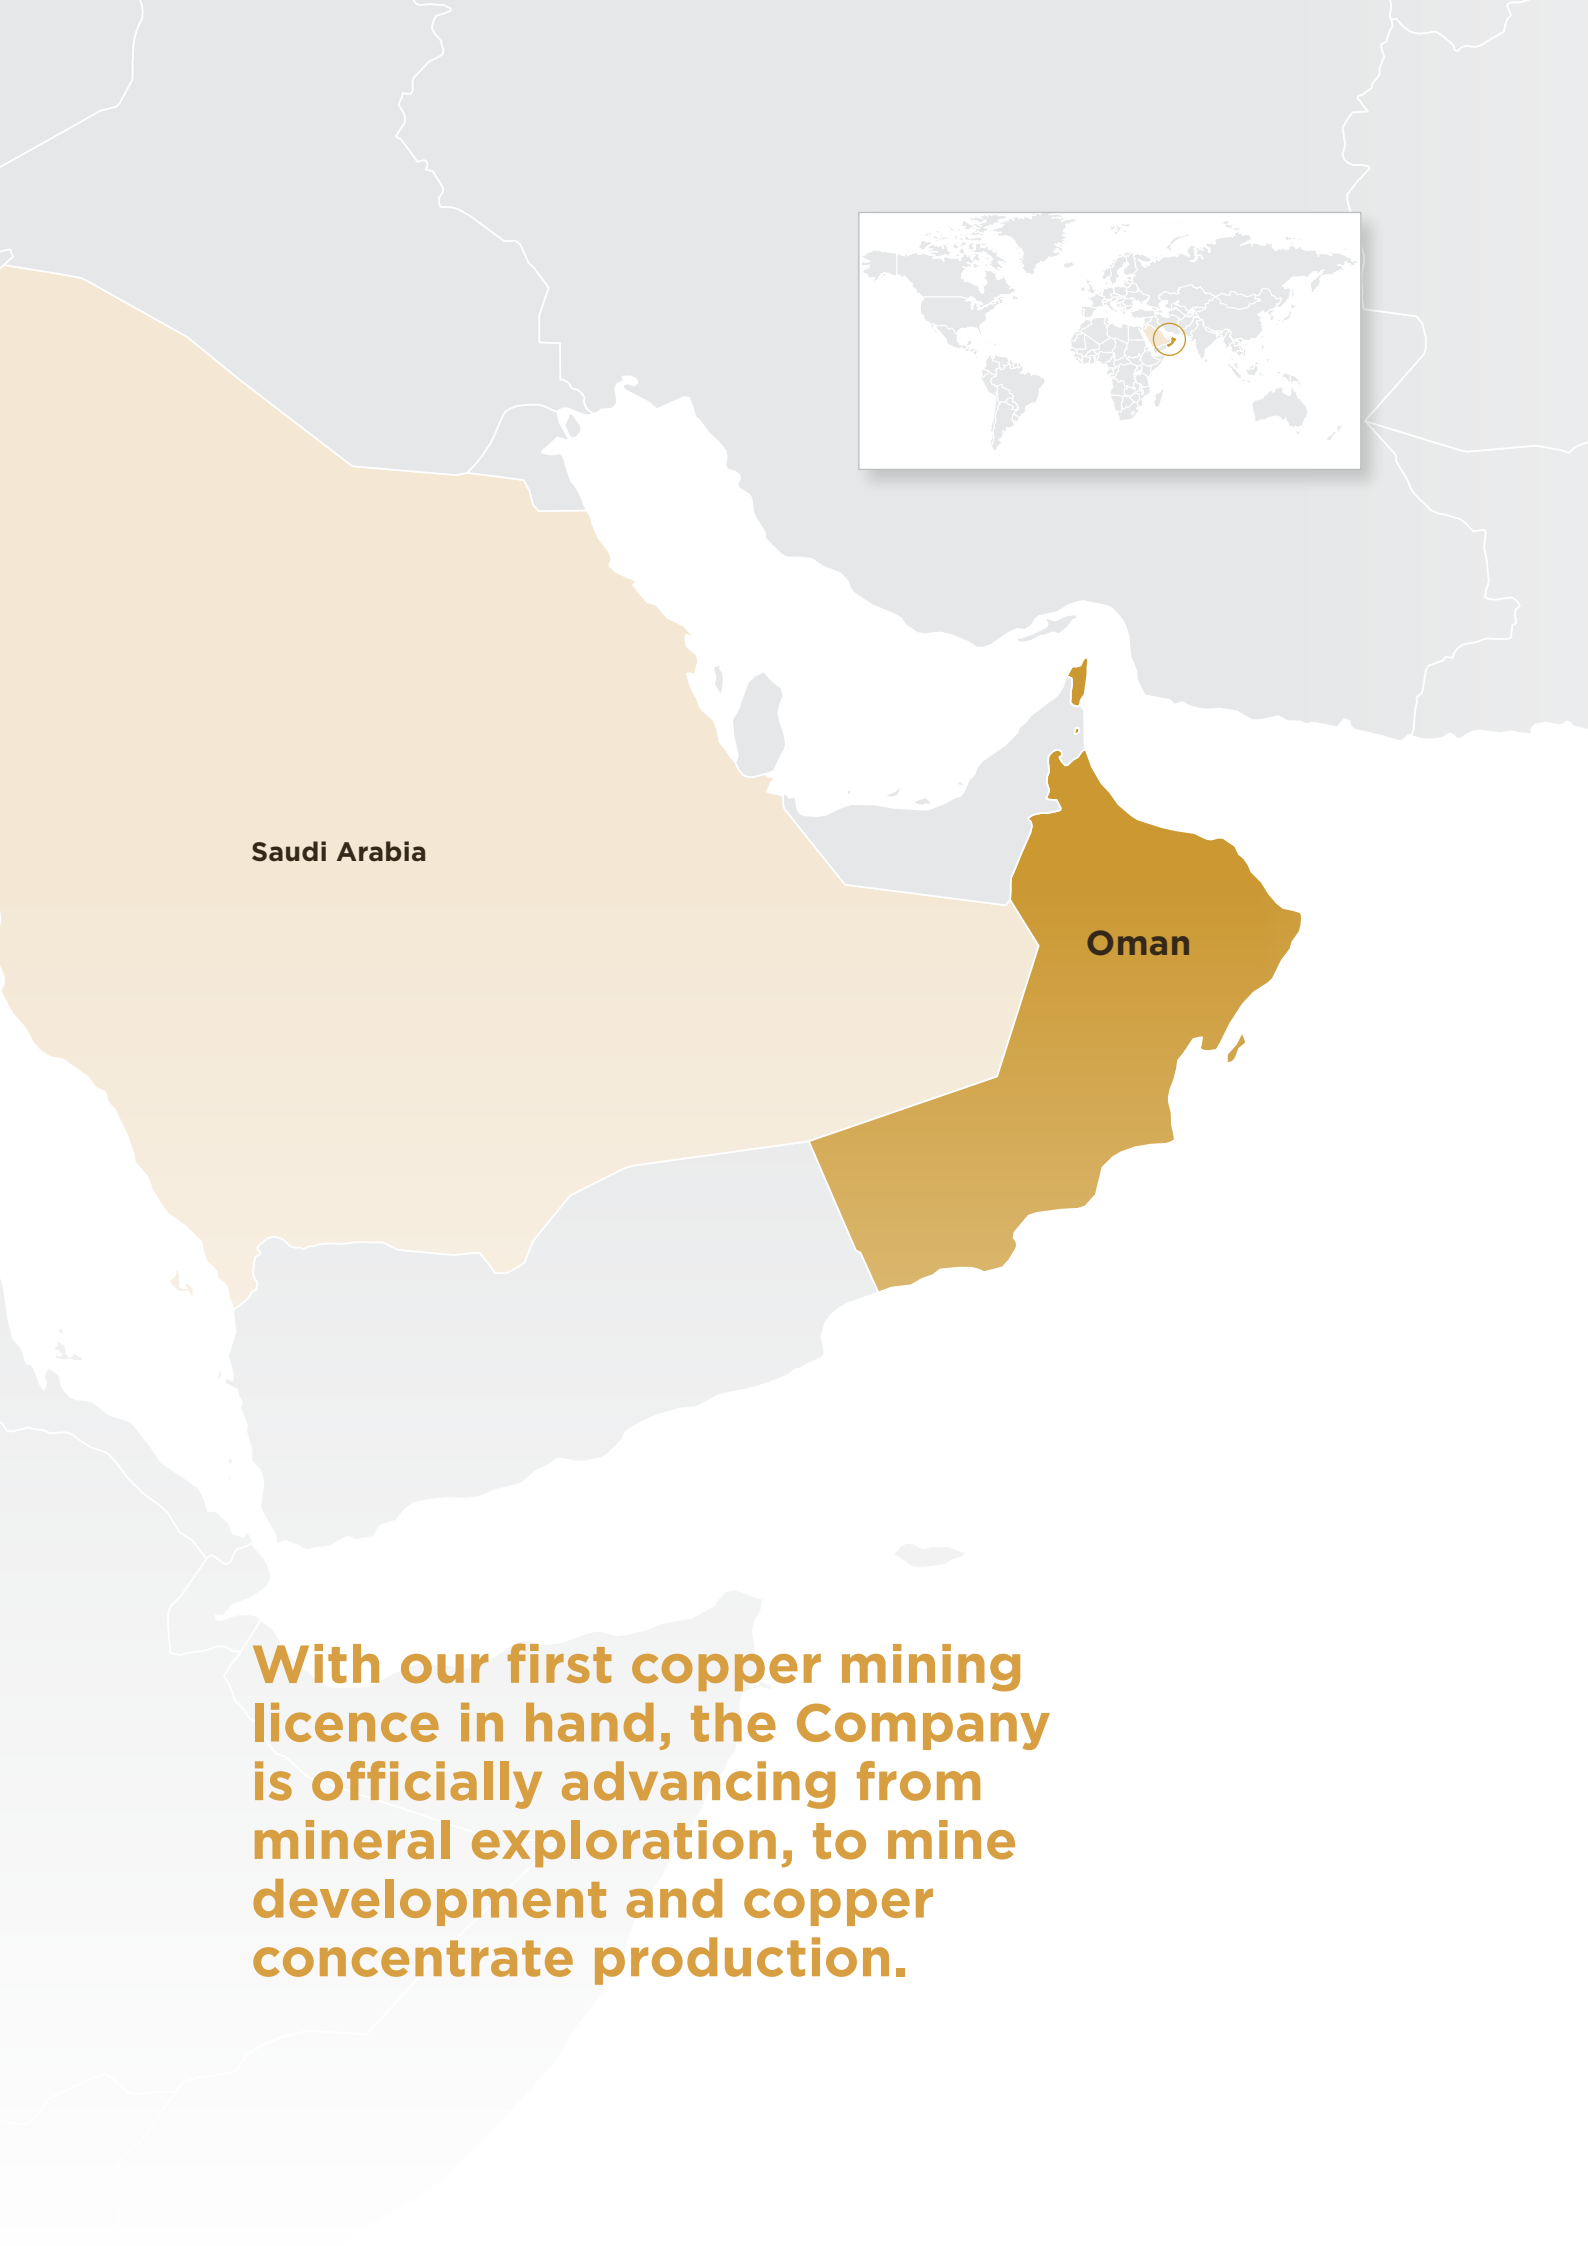 Saudi Arabia
Oman
With our first copper mining
licence in hand, the Company
is officially advancing from
mineral exploration, to mine
development and copper
concentrate production.